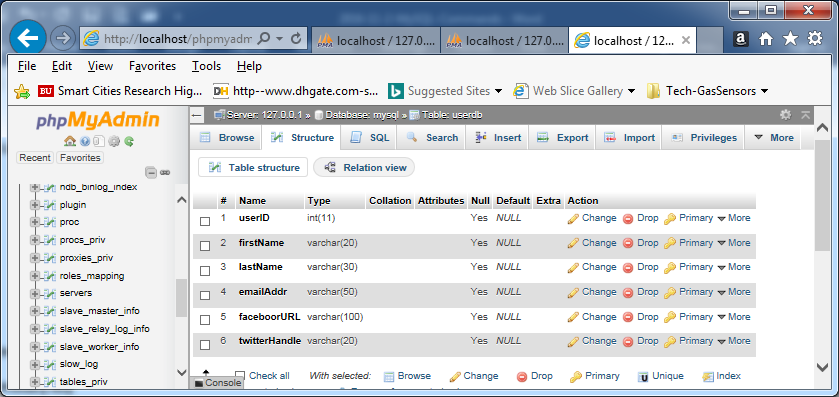 http://localhost/phpmyadm
localhost / 127.0....
localhost / 127.0....
localhost / 12...
File Edit View Favorites Tools Help
BU Smart Cities Research Hig... DH http--www.dhgate.com-s... Suggested Sites Web Slice Gallery Tech-GasSensors
phpMyAdmin
Recent Favorites
ndb_binlog_index
plugin
proc
procs_priv
proxies_priv
roles_mapping
servers
slave_master_info
slave_relay_log_info
slave_worker_info
slow_log
tables_priv
Server: 127.0.0.1 » Database: mysql » Table: userdb
Browse Structure SQL Search Insert Export Import Privileges More
Table structure Relation view
# Name Type Collation Attributes Null Default Extra Action
1 userID int(11) Yes NULL Change Drop Primary More
2 firstName varchar(20) Yes NULL Change Drop Primary More
3 lastName varchar(30) Yes NULL Change Drop Primary More
4 emailAddr varchar(50) Yes NULL Change Drop Primary More
5 faceboorURL varchar(100) Yes NULL Change Drop Primary More
6 twitterHandle varchar(20) Yes NULL Change Drop Primary More
Check all With selected: Browse Change Drop Primary Unique Index
Console